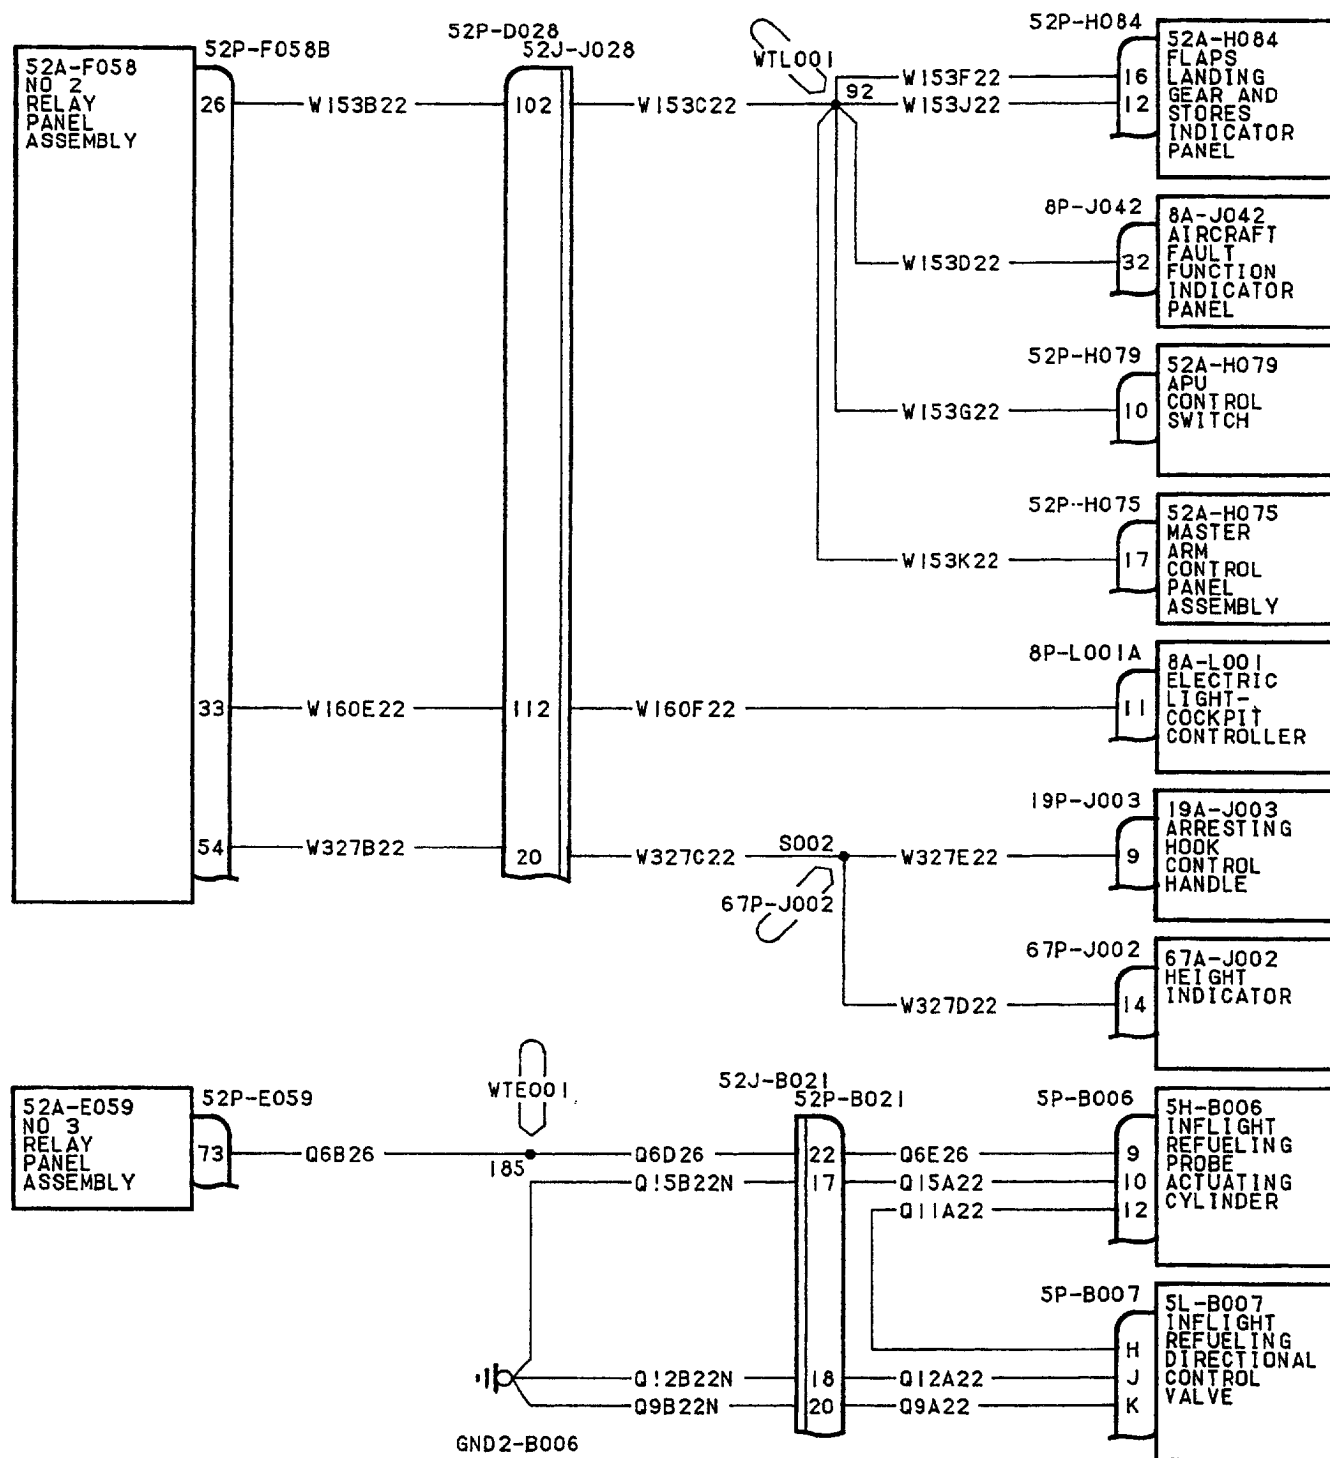 52P-D028
52J-J028
52P-F058B
52A-F058
NO 2
RELAY
PANEL
ASSEMBLY
26
W153B22
102
W153C22
WTL001
92
W153F22
W153J22
52P-H084
16
12
52A-H084
FLAPS
LANDING
GEAR AND
STORES
INDICATOR
PANEL
8P-J042
W153D22
32
8A-J042
AIRCRAFT
FAULT
FUNCTION
INDICATOR
PANEL
52P-H079
W153G22
10
52A-H079
APU
CONTROL
SWITCH
52P-H075
W153K22
17
52A-H075
MASTER
ARM
CONTROL
PANEL
ASSEMBLY
8P-L001A
33
W160E22
112
W160F22
11
8A-L001
ELECTRIC
LIGHT-
COCKPIT
CONTROLLER
19P-J003
54
W327B22
20
W327C22
S002
67P-J002
W327E22
9
19A-J003
ARRESTING
HOOK
CONTROL
HANDLE
67P-J002
W327D22
14
67A-J002
HEIGHT
INDICATOR
52A-E059
NO 3
RELAY
PANEL
ASSEMBLY
52P-E059
73
Q6B26
WTE001
185
52J-B021
52P-B021
Q6D26
22
Q6E26
Q15B22N
17
Q15A22
Q11A22
5P-B006
9
10
12
5H-B006
INFLIGHT
REFUELING
PROBE
ACTUATING
CYLINDER
5P-B007
H
J
K
5L-B007
INFLIGHT
REFUELING
DIRECTIONAL
CONTROL
VALVE
Q12B22N
18
Q12A22
Q9B22N
20
Q9A22
GND2-B006